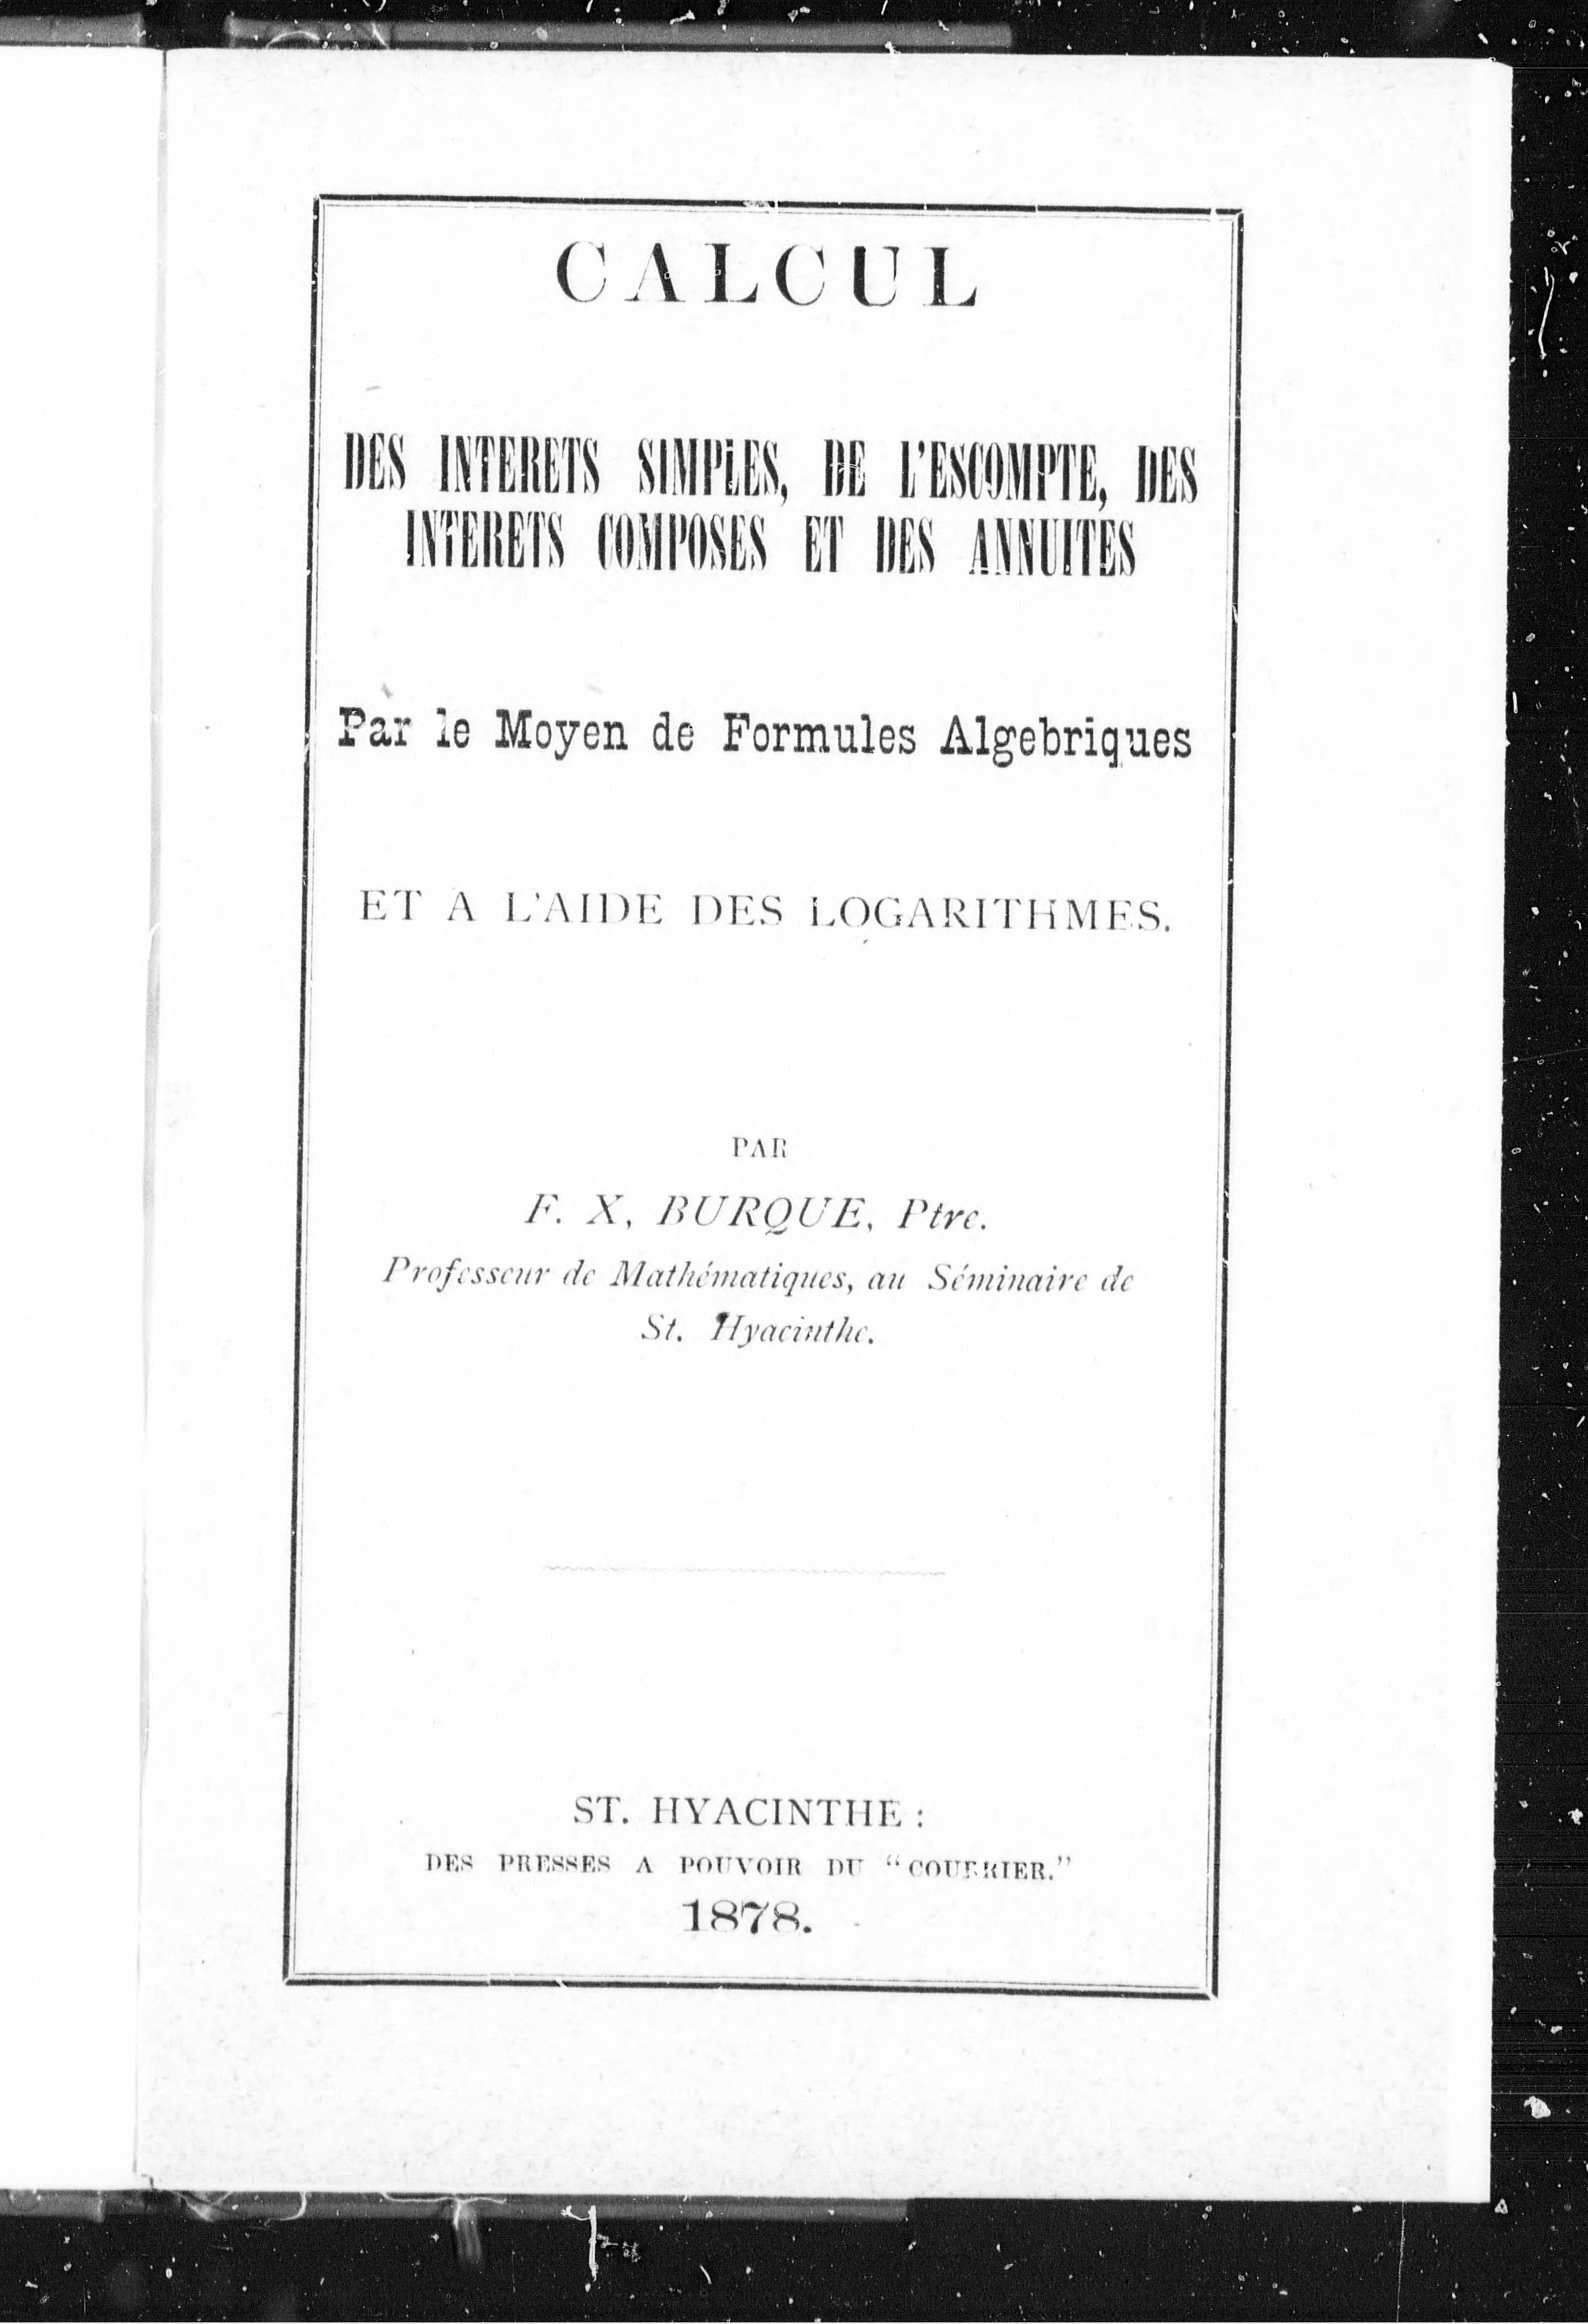 CALCUL
DES INTERETS SIMPLES, DE L'ESCOMPTE, DES
INTERETS COMPOSES ET DES ANNUITES
Par le Moyen de Formules Algebriques
ET A L'AIDE DES LOGARITHMES.
PAR
F. X, BURQUE, Ptre.
Professeur de Mathématiques, au Séminaire de
St. Hyacinthe.
ST. HYACINTHE :
DES PRESSES A POUVOIR DU “COURRIER.”
1878.